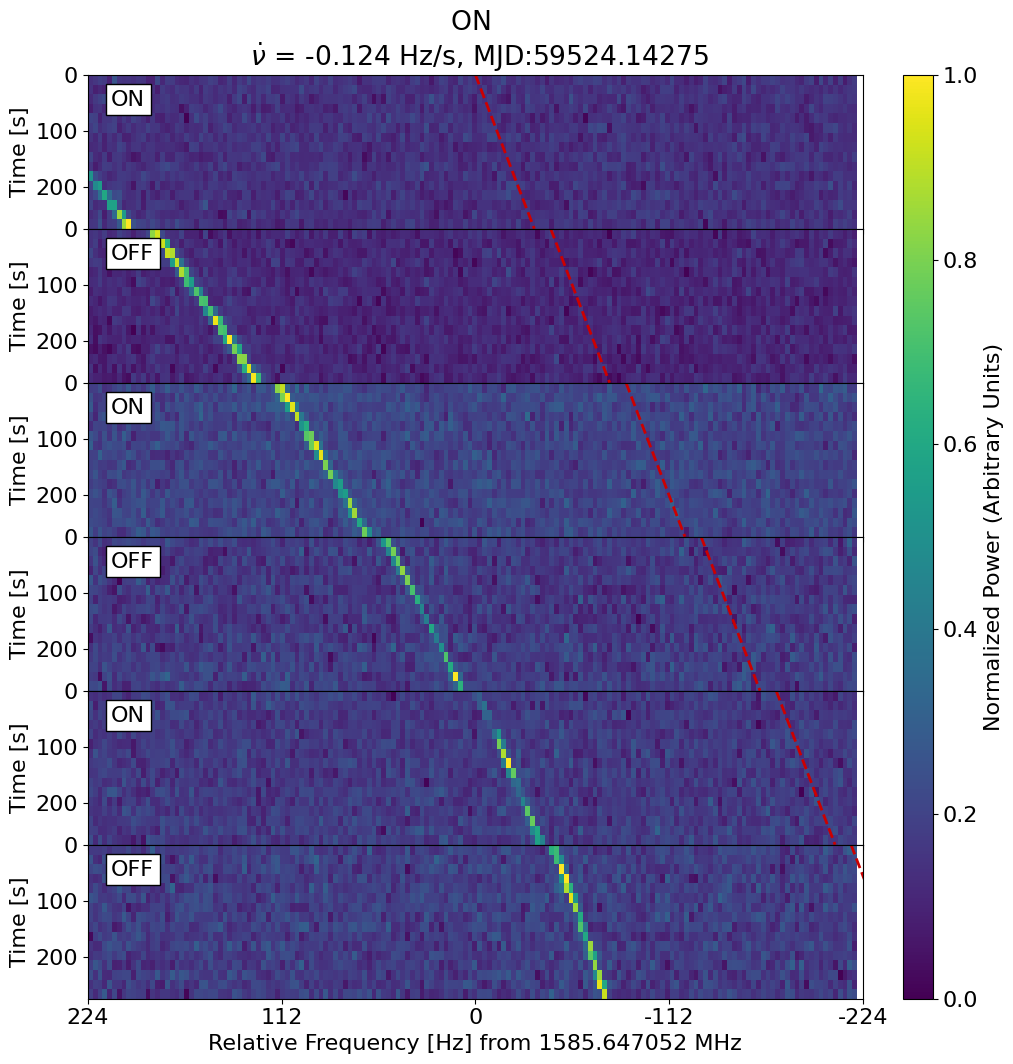 ON
ν̇ = -0.124 Hz/s, MJD:59524.14275
0
ON
100
Time [s]
200
0
OFF
100
Time [s]
200
0
ON
100
Time [s]
200
0
OFF
100
Time [s]
200
0
ON
100
Time [s]
200
0
OFF
100
Time [s]
200
224 112 0 -112 -224
Relative Frequency [Hz] from 1585.647052 MHz
1.0
0.8
0.6
0.4
0.2
0.0
Normalized Power (Arbitrary Units)